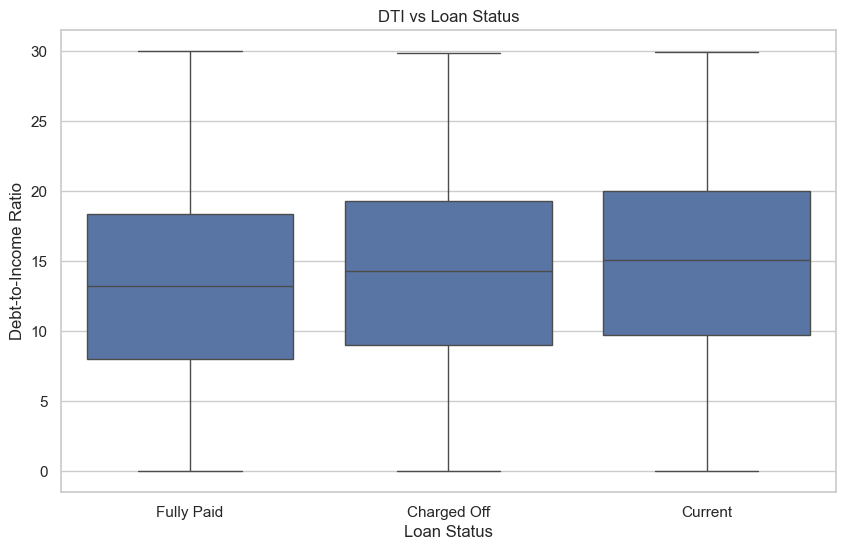 DTI vs Loan Status
Debt-to-Income Ratio
30
25
20
15
10
5
0
Fully Paid
Charged Off
Current
Loan Status